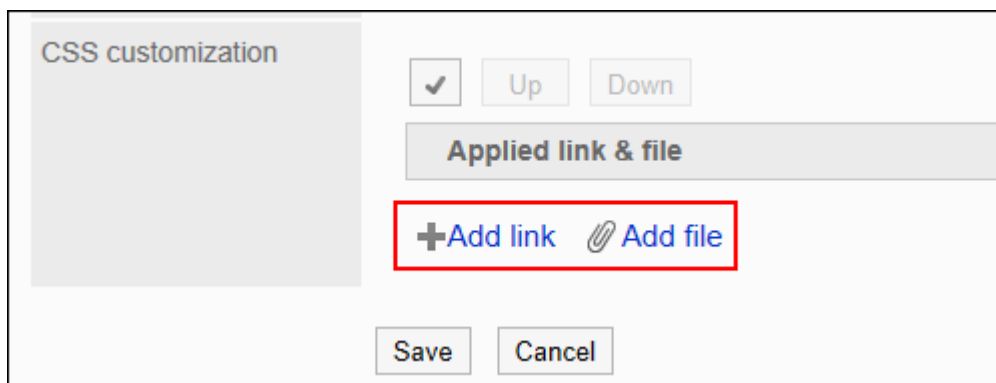 CSS customization
Up Down
Applied link & file
Add link Add file
Save Cancel